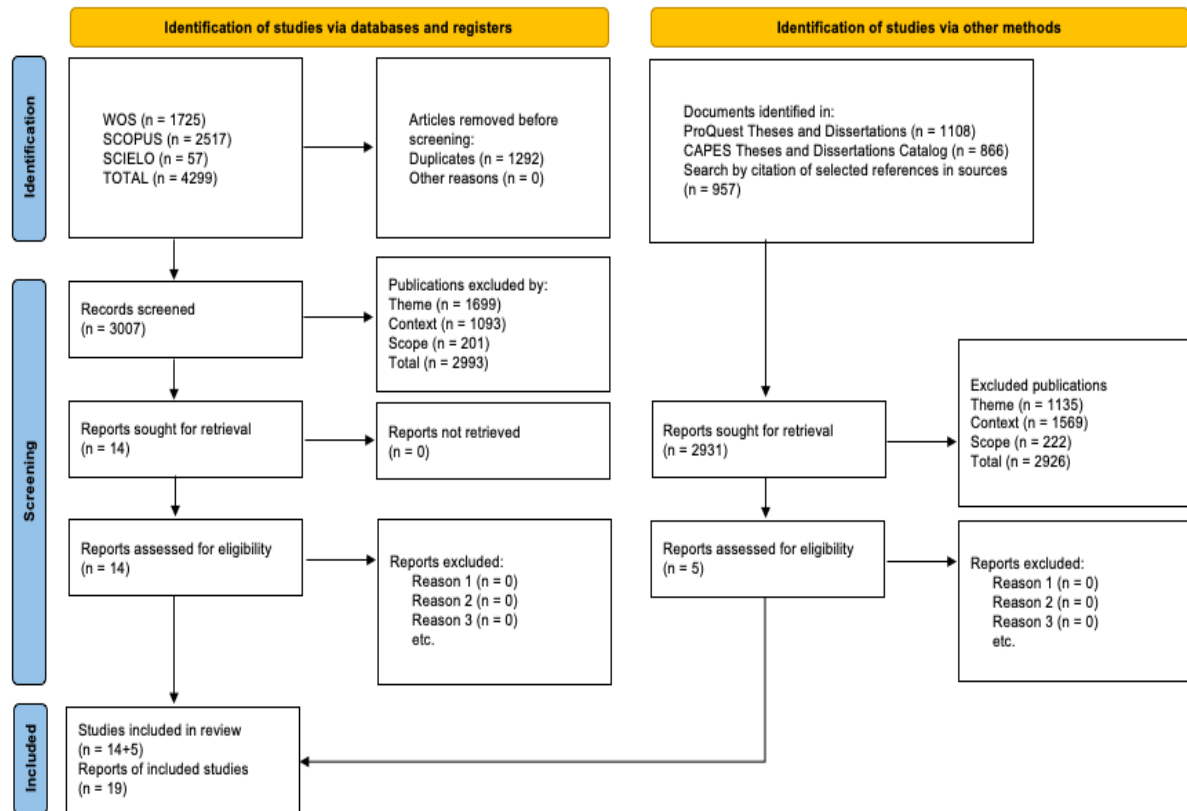 Identification of studies via databases and registers
Identification of studies via other methods
Identification
WOS (n = 1725)
SCOPUS (n = 2517)
SCIELO (n = 57)
TOTAL (n = 4299)
Articles removed before
screening:
Duplicates (n = 1292)
Other reasons (n = 0)
Documents identified in:
ProQuest Theses and Dissertations (n = 1108)
CAPES Theses and Dissertations Catalog (n = 866)
Search by citation of selected references in sources
(n = 957)
Screening
Records screened
(n = 3007)
Publications excluded by:
Theme (n = 1699)
Context (n = 1093)
Scope (n = 201)
Total (n = 2993)
Reports sought for retrieval
(n = 14)
Reports not retrieved
(n = 0)
Reports sought for retrieval
(n = 2931)
Excluded publications
Theme (n = 1135)
Context (n = 1569)
Scope (n = 222)
Total (n = 2926)
Reports assessed for eligibility
(n = 14)
Reports excluded:
Reason 1 (n = 0)
Reason 2 (n = 0)
Reason 3 (n = 0)
etc.
Reports assessed for eligibility
(n = 5)
Reports excluded:
Reason 1 (n = 0)
Reason 2 (n = 0)
Reason 3 (n = 0)
etc.
Included
Studies included in review
(n = 14+5)
Reports of included studies
(n = 19)